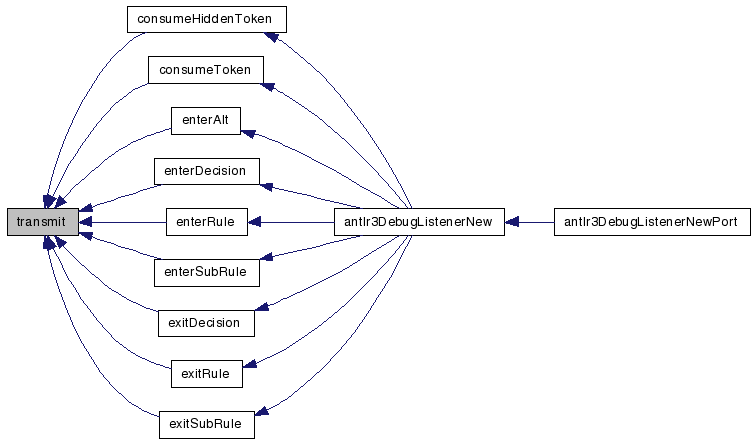 consumeHiddenToken
consumeToken
enterAlt
enterDecision
transmit
enterRule
antlr3DebugListenerNew
antlr3DebugListenerNewPort
enterSubRule
exitDecision
exitRule
exitSubRule